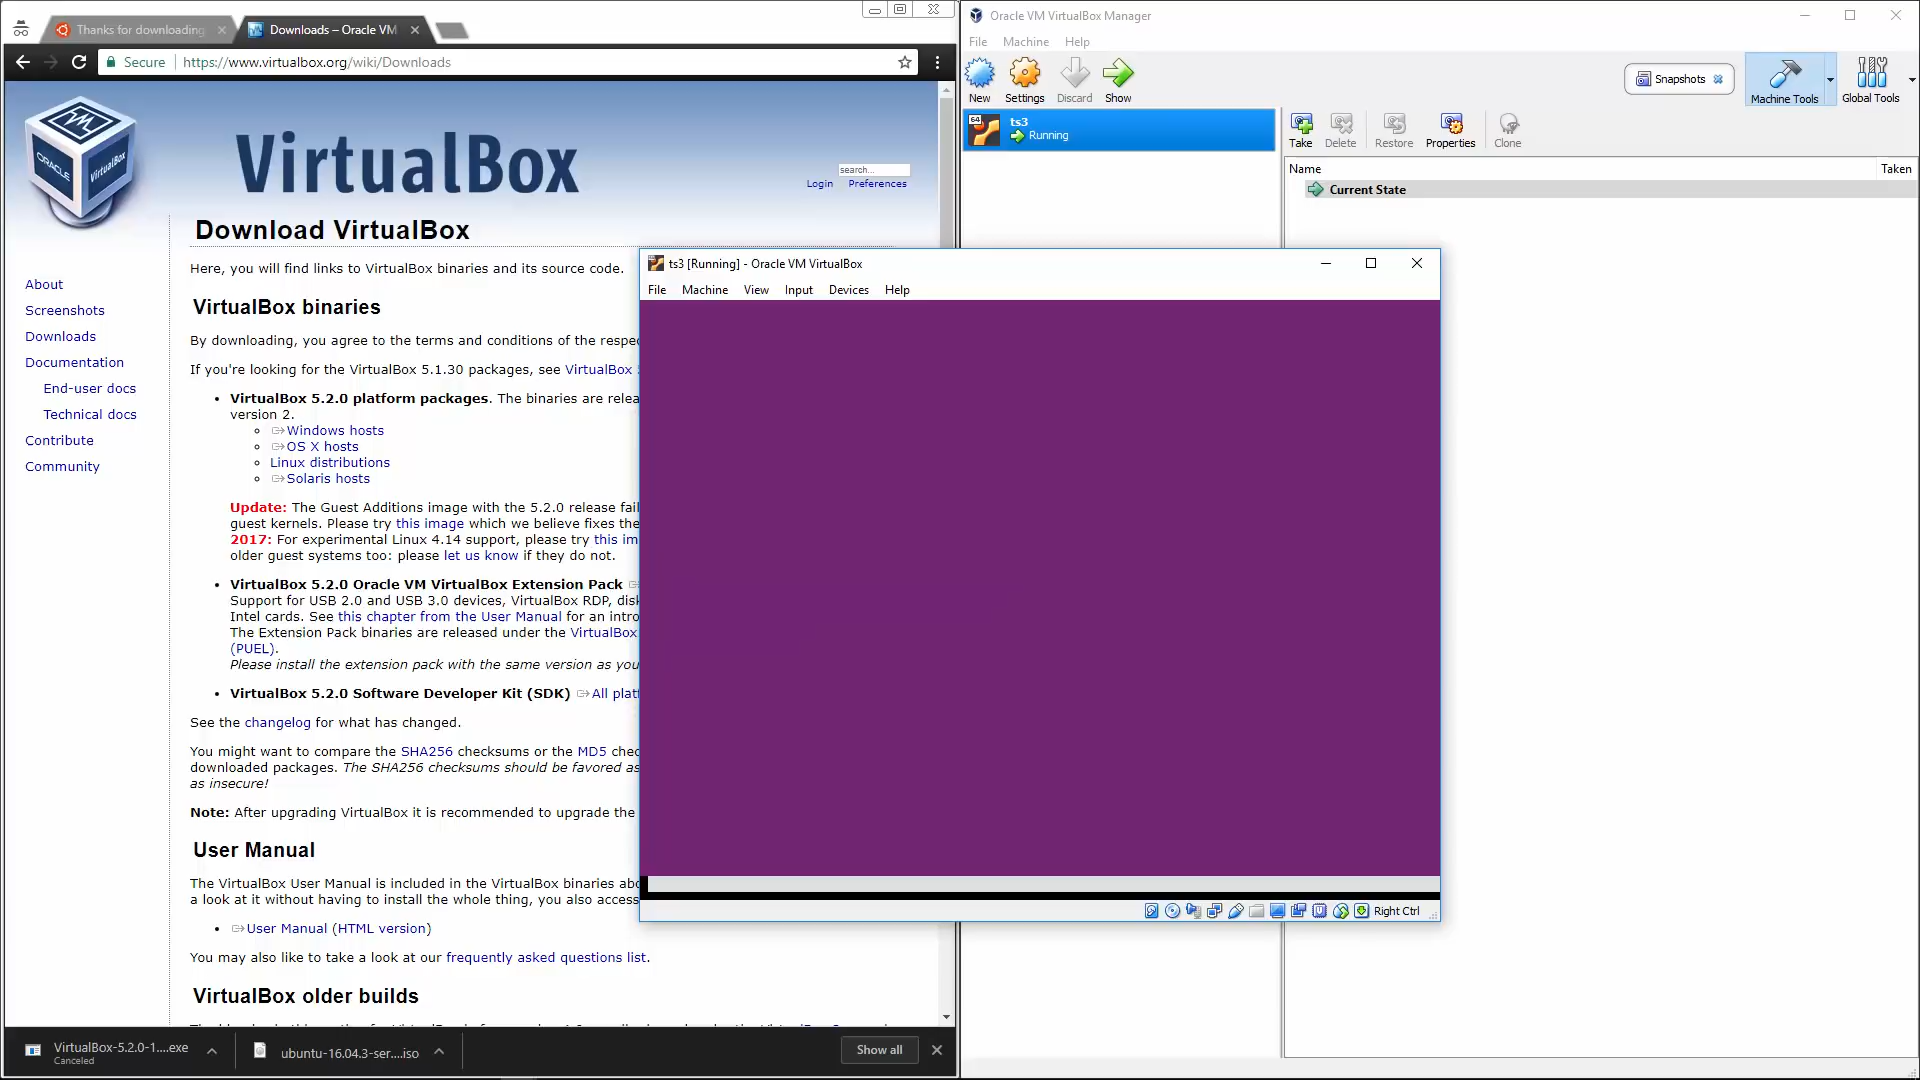 Thanks for downloading
Downloads – Oracle VM
Secure
https://www.virtualbox.org/wiki/Downloads
ORACLE
VirtualBox
VirtualBox
search...
Login
Preferences
About
Screenshots
Downloads
Documentation
End-user docs
Technical docs
Contribute
Community
Download VirtualBox
Here, you will find links to VirtualBox binaries and its source code.
VirtualBox binaries
By downloading, you agree to the terms and conditions of the respec
If you're looking for the VirtualBox 5.1.30 packages, see VirtualBox
VirtualBox 5.2.0 platform packages. The binaries are relea
version 2.
Windows hosts
OS X hosts
Linux distributions
Solaris hosts
Update: The Guest Additions image with the 5.2.0 release fail
guest kernels. Please try this image which we believe fixes the
2017: For experimental Linux 4.14 support, please try this im
older guest systems too: please let us know if they do not.
VirtualBox 5.2.0 Oracle VM VirtualBox Extension Pack
Support for USB 2.0 and USB 3.0 devices, VirtualBox RDP, disk
Intel cards. See this chapter from the User Manual for an intro
The Extension Pack binaries are released under the VirtualBox
(PUEL).
Please install the extension pack with the same version as you
VirtualBox 5.2.0 Software Developer Kit (SDK) All platf
See the changelog for what has changed.
You might want to compare the SHA256 checksums or the MD5 chec
downloaded packages. The SHA256 checksums should be favored as
as insecure!
Note: After upgrading VirtualBox it is recommended to upgrade the
User Manual
The VirtualBox User Manual is included in the VirtualBox binaries abo
a look at it without having to install the whole thing, you also access
User Manual (HTML version)
You may also like to take a look at our frequently asked questions list.
VirtualBox older builds
VirtualBox-5.2.0-1....exe
Canceled
ubuntu-16.04.3-ser....iso
Show all
Oracle VM VirtualBox Manager
File Machine Help
New Settings Discard Show
Snapshots
Machine Tools
Global Tools
64
ts3
Running
Take Delete Restore Properties Clone
Name Taken
Current State
ts3 [Running] - Oracle VM VirtualBox
File Machine View Input Devices Help
Right Ctrl